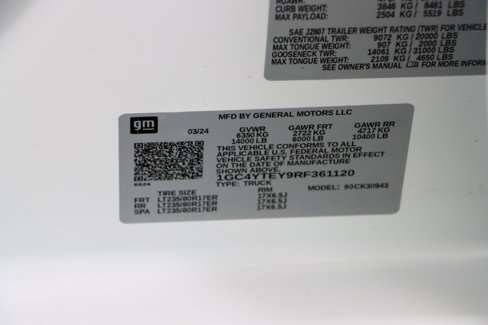 CURB WEIGHT: 3846 KG / 8481 LBS
MAX PAYLOAD: 2504 KG / 5519 LBS
SAE J2807 TRAILER WEIGHT RATING (TWR) FOR VEHICLE
CONVENTIONAL TWR: 9072 KG / 20000 LBS
MAX TONGUE WEIGHT: 907 KG / 2000 LBS
GOOSENECK TWR: 14061 KG / 31000 LBS
MAX TONGUE WEIGHT: 2109 KG / 4650 LBS
SEE OWNER'S MANUAL FOR MORE INFORM
gm
MFD BY GENERAL MOTORS LLC
03/24 GVWR GAWR FRT GAWR RR
6350 KG 2722 KG 4717 KG
14000 LB 6000 LB 10400 LB
THIS VEHICLE CONFORMS TO ALL
APPLICABLE U.S. FEDERAL MOTOR
VEHICLE SAFETY STANDARDS IN EFFECT
ON THE DATE OF MANUFACTURE
SHOWN ABOVE.
1GC4YTEY9RF361120
TYPE: TRUCK MODEL: 90CK30943
TIRE SIZE RIM
FRT LT235/80R17ER 17X6.5J
RR LT235/80R17ER 17X6.5J
SPA LT235/80R17ER 17X6.5J